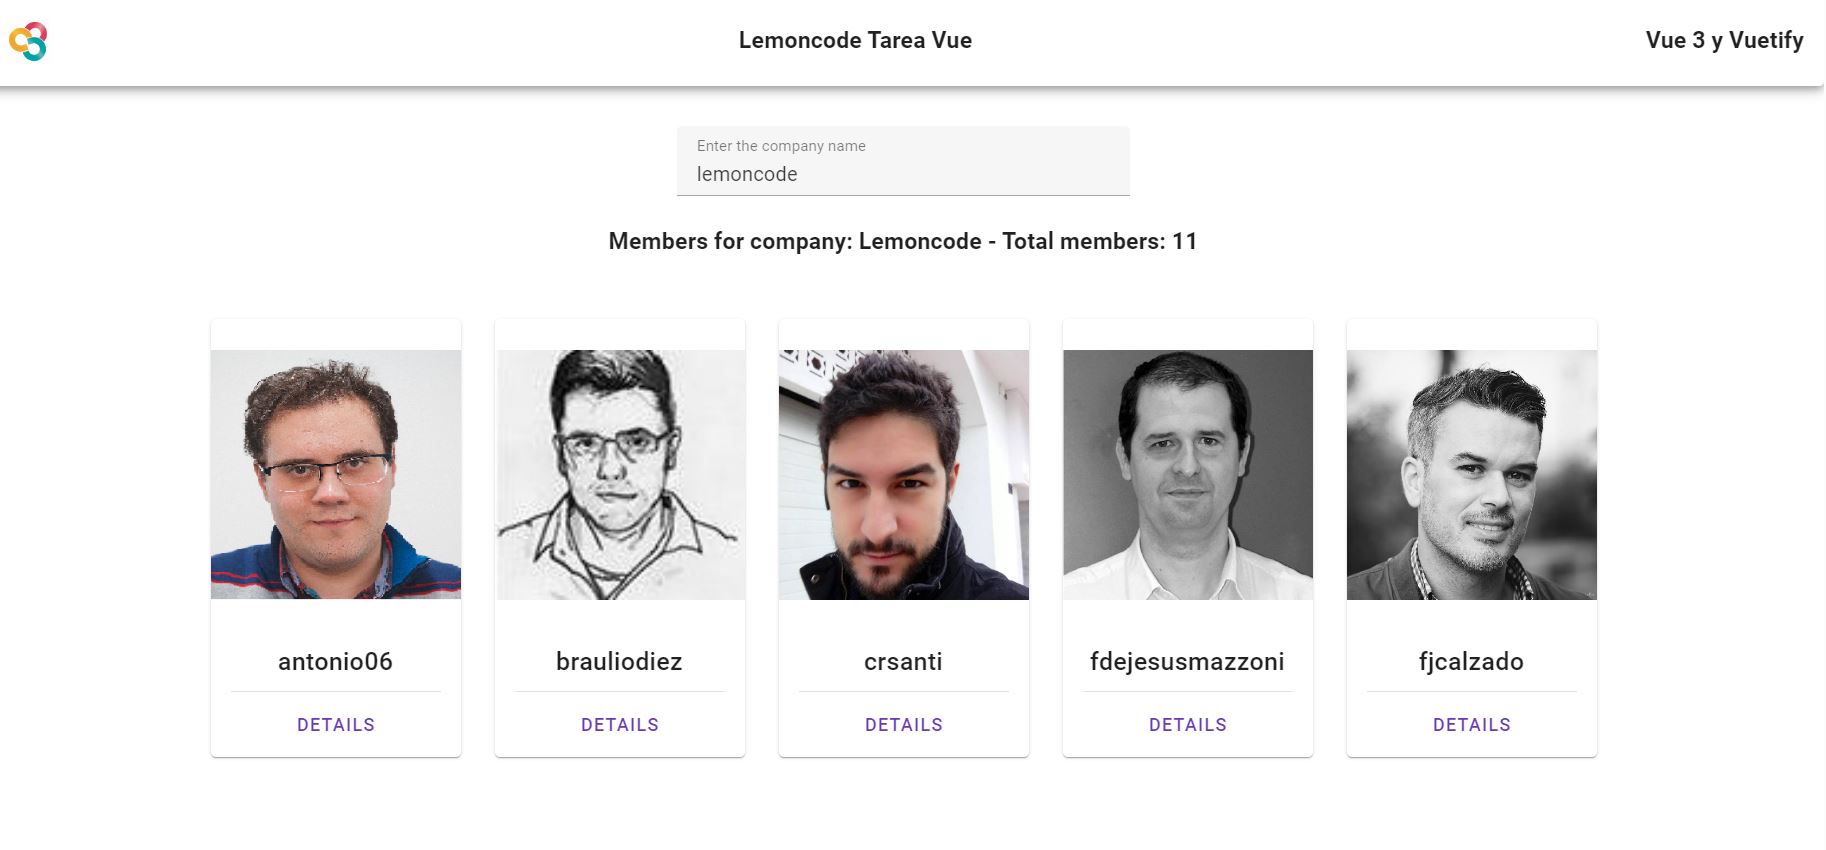 Lemoncode Tarea Vue
Vue 3 y Vuetify
Enter the company name
lemoncode
Members for company: Lemoncode - Total members: 11
antonio06
brauliodiez
crsanti
fdejesusmazzoni
fjcalzado
DETAILS
DETAILS
DETAILS
DETAILS
DETAILS